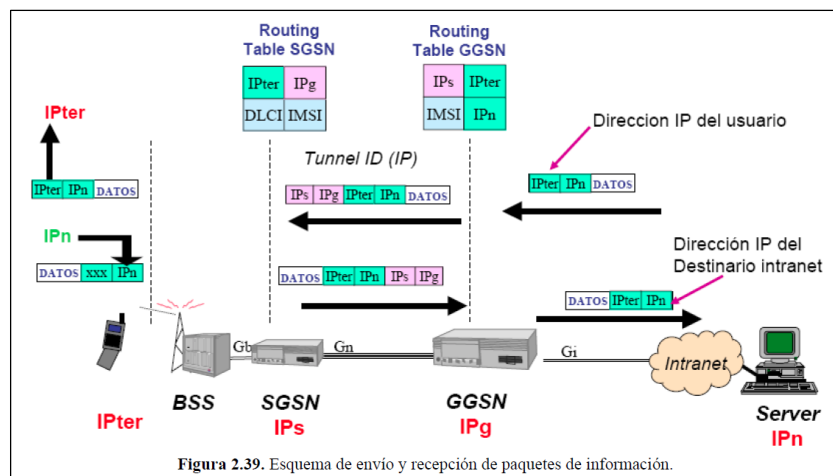 Routing
Table SGSN
IPter IPg
DLCI IMSI
Routing
Table GGSN
IPs IPter
IMSI IPn
IPter
Direccion IP del usuario
Tunnel ID (IP)
IPter IPn DATOS
IPs IPg IPter IPn DATOS
IPter IPn DATOS
IPn
DATOS xxx IPn
DATOS IPter IPn IPs IPg
Dirección IP del
Destinario intranet
DATOS IPter IPn
Gb
Gn
Gi
Intranet
IPter
BSS
SGSN
IPs
GGSN
IPg
Server
IPn
Figura 2.39. Esquema de envío y recepción de paquetes de información.